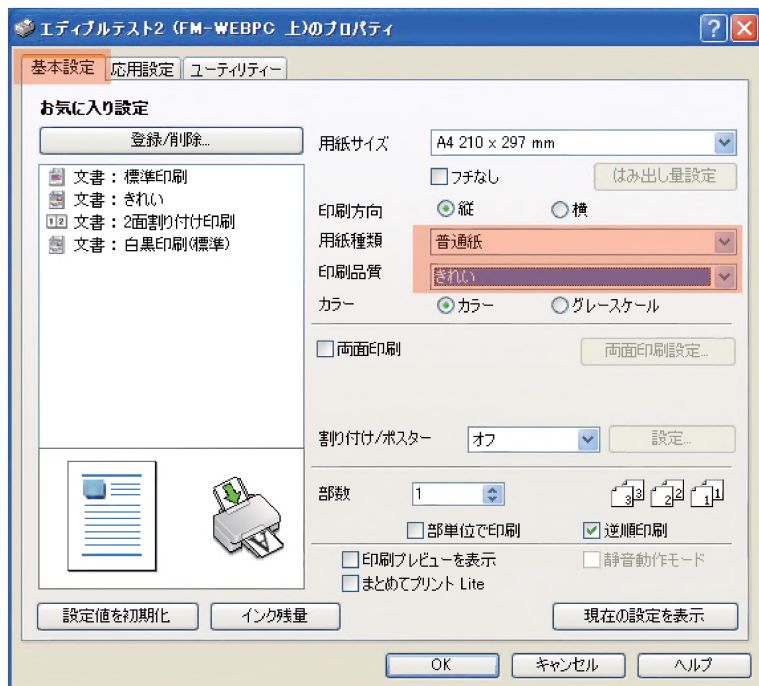 エディブルテスト2 (FM-WEBPC 上)のプロパティ
基本設定 応用設定 ユーティリティー
お気に入り設定
登録/削除...
文書：標準印刷
文書：きれい
文書：2面割り付け印刷
文書：白黒印刷(標準)
用紙サイズ A4 210 x 297 mm
フチなし はみ出し量設定
印刷方向 縦 横
用紙種類 普通紙
印刷品質 きれい
カラー カラー グレースケール
両面印刷 両面印刷設定...
割り付け/ポスター オフ 設定...
部数 1 3 3 2 2 1 1
部単位で印刷 逆順印刷
印刷プレビューを表示 静音動作モード
まとめてプリント Lite
設定値を初期化 インク残量 現在の設定を表示
OK キャンセル ヘルプ